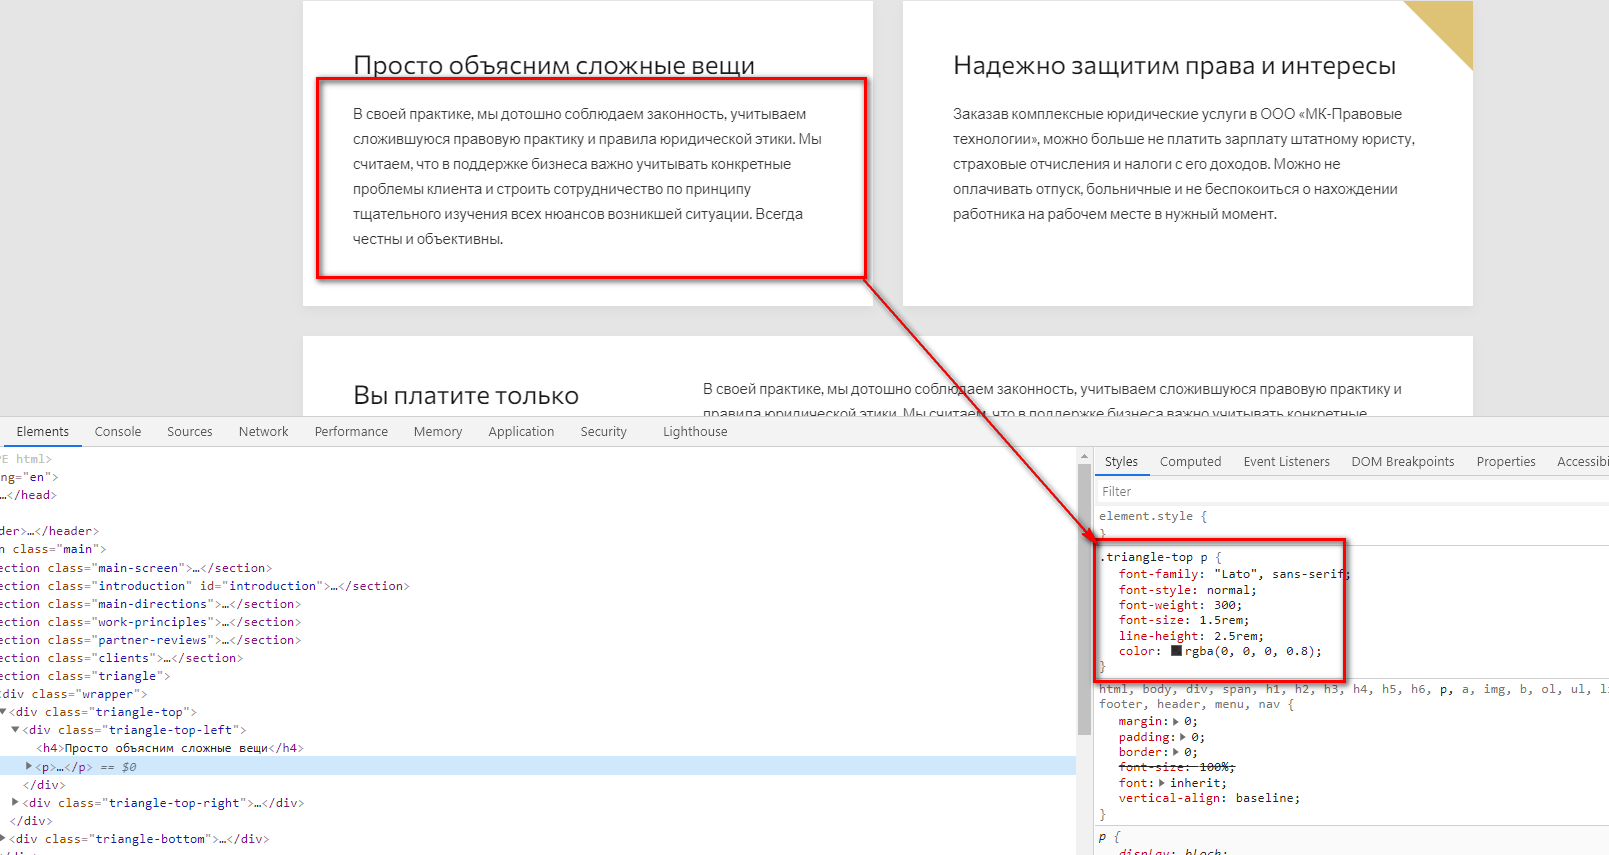 Просто объясним сложные вещи
В своей практике, мы дотошно соблюдаем законность, учитываем
сложившуюся правовую практику и правила юридической этики. Мы
считаем, что в поддержке бизнеса важно учитывать конкретные
проблемы клиента и строить сотрудничество по принципу
тщательного изучения всех нюансов возникшей ситуации. Всегда
честны и объективны.
Надежно защитим права и интересы
Заказав комплексные юридические услуги в ООО «МК-Правовые
технологии», можно больше не платить зарплату штатному юристу,
страховые отчисления и налоги с его доходов. Можно не
оплачивать отпуск, больничные и не беспокоиться о нахождении
работника на рабочем месте в нужный момент.
Вы платите только
В своей практике, мы дотошно соблюдаем законность, учитываем сложившуюся правовую практику и
правила юридической этики. Мы считаем, что в поддержке бизнеса важно учитывать конкретные
Elements Console Sources Network Performance Memory Application Security Lighthouse
PE html>
ng="en">
…</head>
der>…</header>
n class="main">
ection class="main-screen">…</section>
ection class="introduction" id="introduction">…</section>
ection class="main-directions">…</section>
ection class="work-principles">…</section>
ection class="partner-reviews">…</section>
ection class="clients">…</section>
ection class="triangle">
<div class="wrapper">
▼<div class="triangle-top">
▼<div class="triangle-top-left">
<h4>Просто объясним сложные вещи</h4>
▶<p>…</p> == $0
</div>
▶<div class="triangle-top-right">…</div>
</div>
▶<div class="triangle-bottom">…</div>
</div>
Styles Computed Event Listeners DOM Breakpoints Properties Accessibi
Filter
element.style {
}
.triangle-top p {
font-family: "Lato", sans-serif;
font-style: normal;
font-weight: 300;
font-size: 1.5rem;
line-height: 2.5rem;
color: rgba(0, 0, 0, 0.8);
}
html, body, div, span, h1, h2, h3, h4, h5, h6, p, a, img, b, ol, ul, li
footer, header, menu, nav {
margin:▶0;
padding:▶0;
border:▶0;
font-size: 100%;
font:▶inherit;
vertical-align: baseline;
}
p {
display: block;